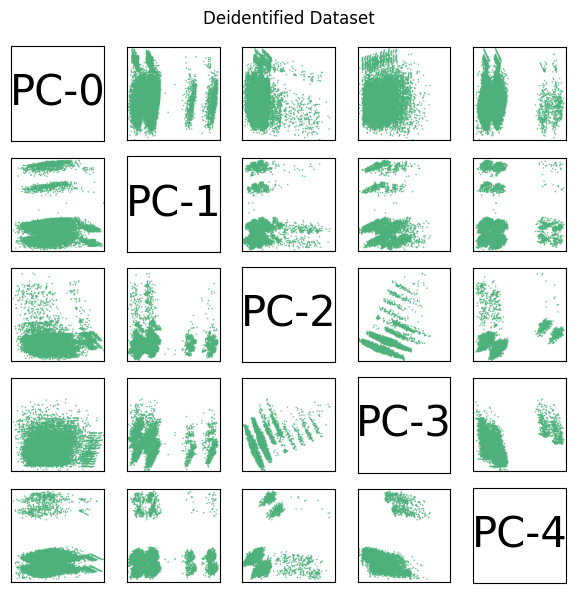 Deidentified Dataset
PC-0
PC-1
PC-2
PC-3
PC-4